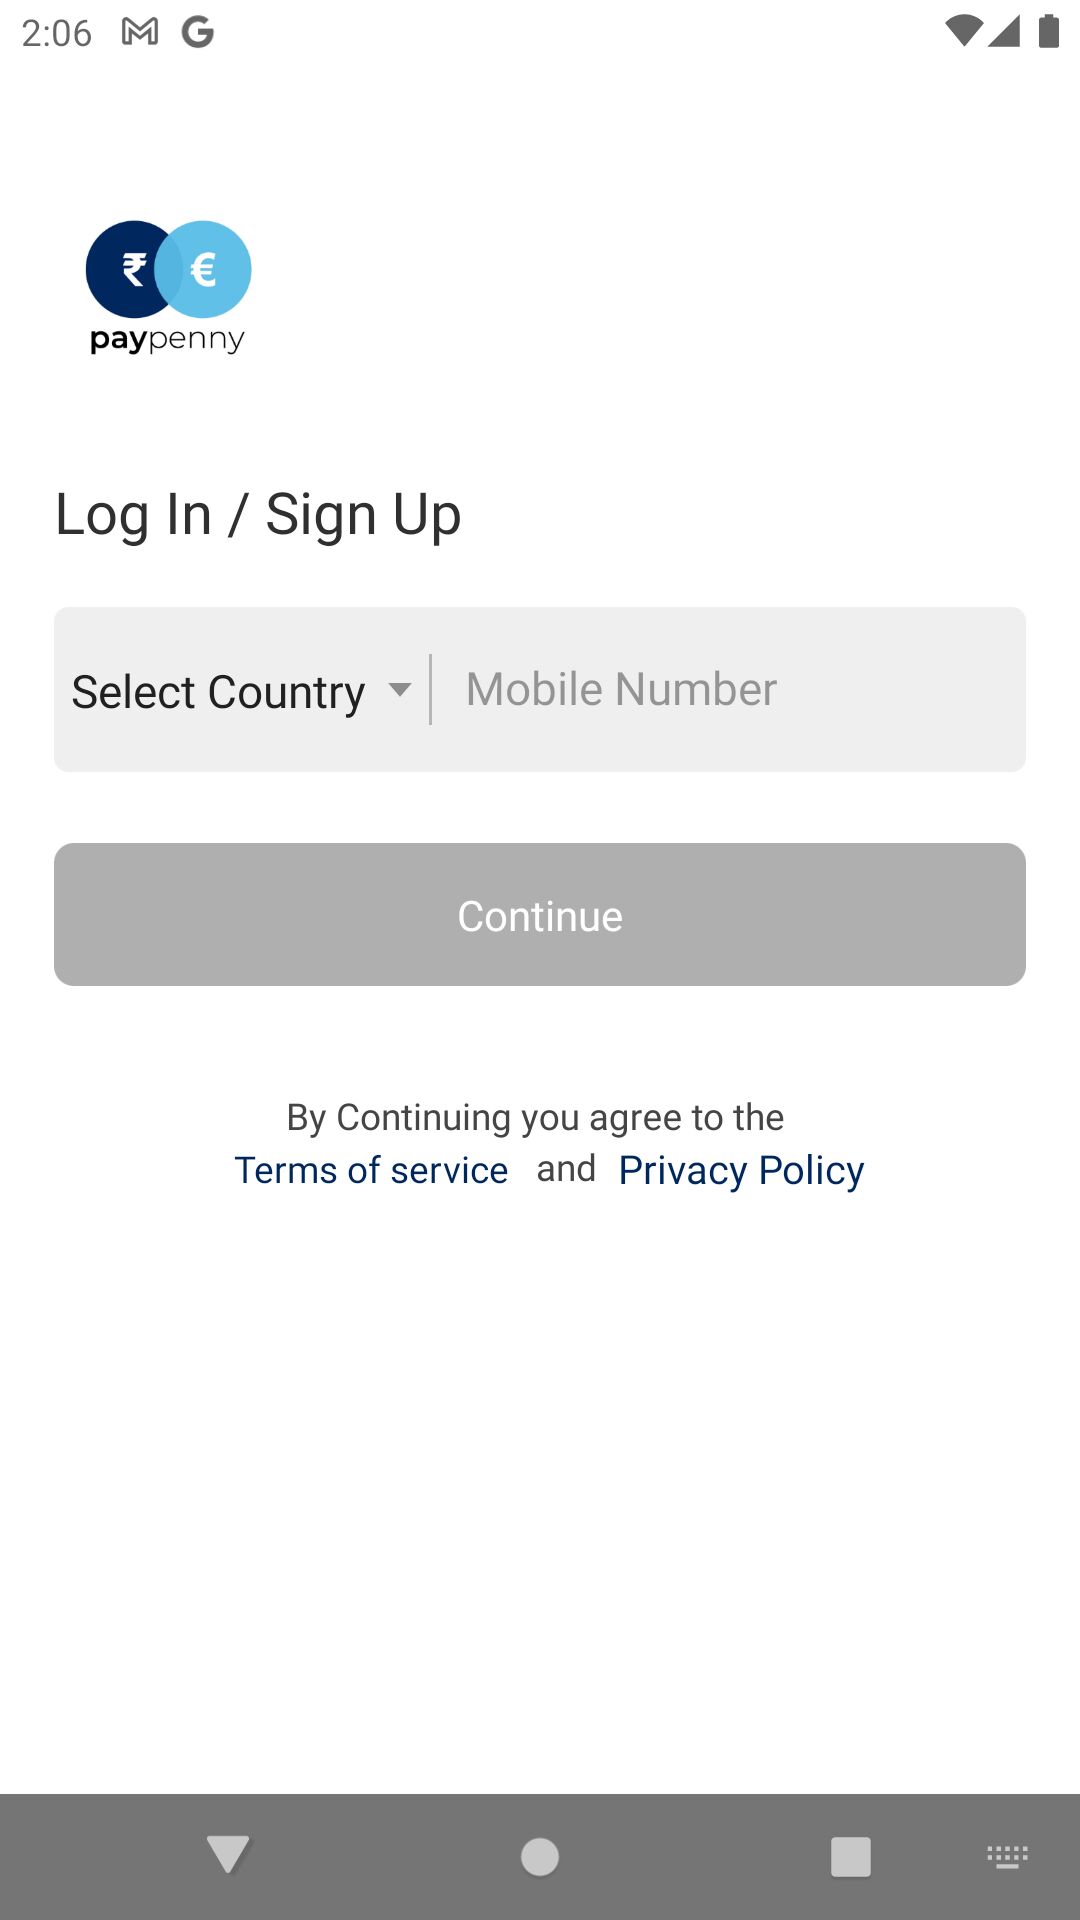 2:06
₹ €
paypenny
Log In / Sign Up
Select Country Mobile Number
Continue
By Continuing you agree to the
Terms of service and Privacy Policy